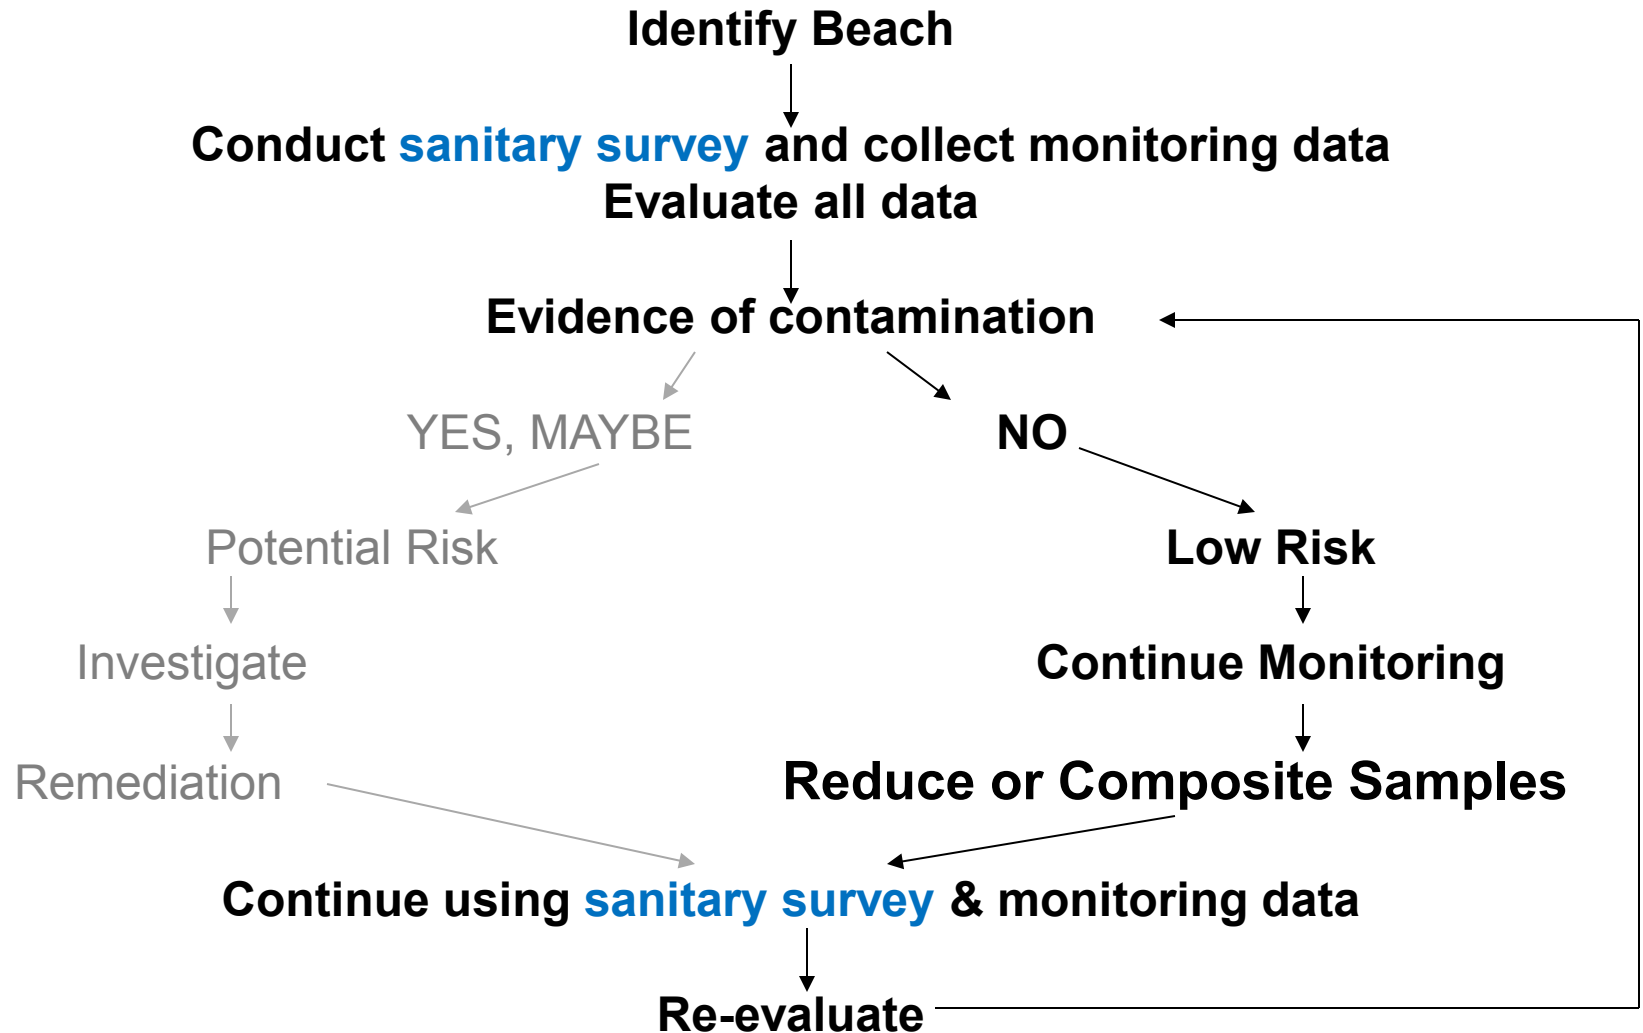 Identify Beach
Conduct sanitary survey and collect monitoring data
Evaluate all data
Evidence of contamination
YES, MAYBE
NO
Potential Risk
Low Risk
Investigate
Continue Monitoring
Remediation
Reduce or Composite Samples
Continue using sanitary survey & monitoring data
Re-evaluate